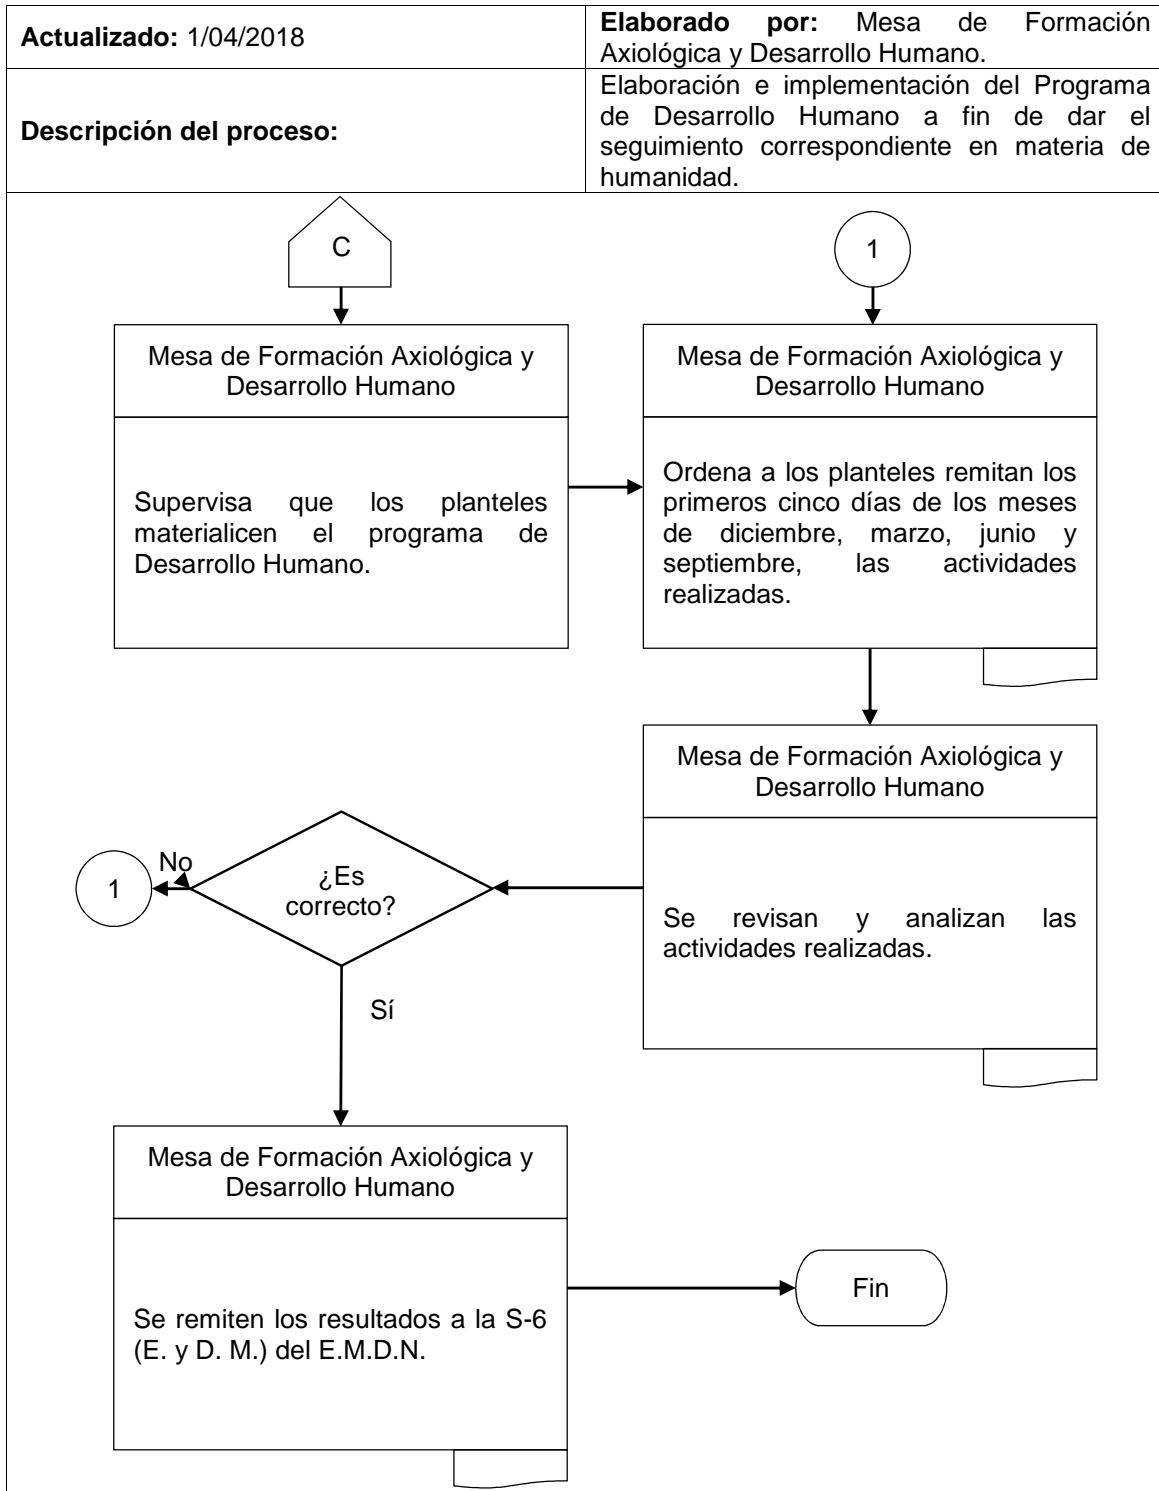 Actualizado: 1/04/2018
Elaborado por: Mesa de Formación
Axiológica y Desarrollo Humano.
Descripción del proceso:
Elaboración e implementación del Programa
de Desarrollo Humano a fin de dar el
seguimiento correspondiente en materia de
humanidad.
C
1
Mesa de Formación Axiológica y
Desarrollo Humano
Supervisa que los planteles
materialicen el programa de
Desarrollo Humano.
Mesa de Formación Axiológica y
Desarrollo Humano
Ordena a los planteles remitan los
primeros cinco días de los meses
de diciembre, marzo, junio y
septiembre, las actividades
realizadas.
Mesa de Formación Axiológica y
Desarrollo Humano
Se revisan y analizan las
actividades realizadas.
¿Es
correcto?
No
1
Sí
Mesa de Formación Axiológica y
Desarrollo Humano
Se remiten los resultados a la S-6
(E. y D. M.) del E.M.D.N.
Fin